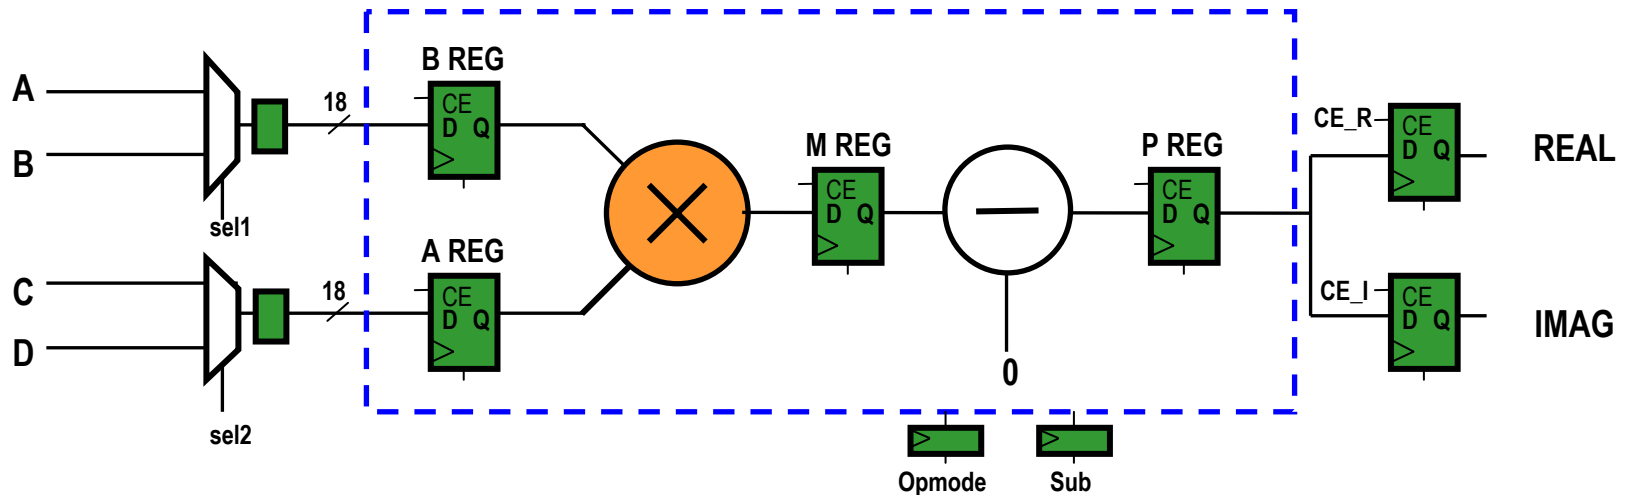 A
B
sel1
C
D
sel2
18
18
B REG
CE
D Q
A REG
CE
D Q
M REG
CE
D Q
0
P REG
CE
D Q
CE_R
CE
D Q
REAL
CE_I
CE
D Q
IMAG
Opmode
Sub